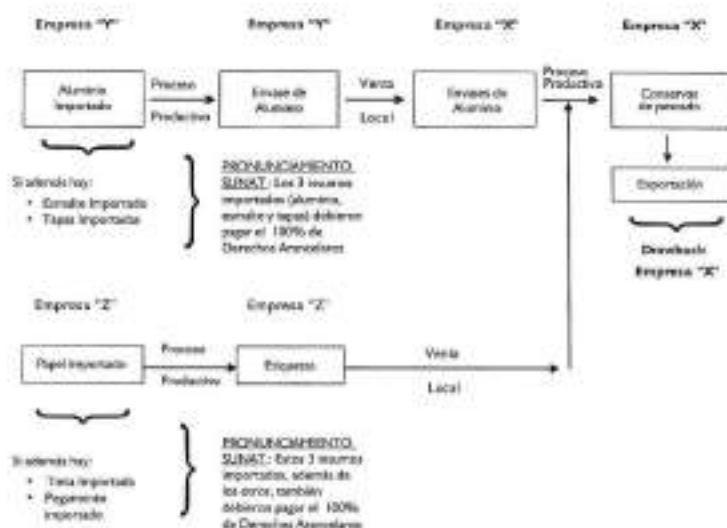 Empresa "Y"
Empresa "Y"
Empresa "X"
Empresa "X"
Aluminio
Importado
Proceso
Productivo
Envase de
Aluminio
Venta
Local
Envases de
Aluminio
Proceso
Productivo
Conservas
de pescado
Exportación
Drawback
Empresa "X"
Si además hay:
• Esmalte Importado
• Tapas Importadas
PRONUNCIAMIENTO
SUNAT: Los 3 insumos
importados (aluminio,
esmalte y tapas) debieron
pagar el 100% de
Derechos Arancelarios
Empresa "Z"
Empresa "Z"
Papel Importado
Proceso
Productivo
Etiquetas
Venta
Local
Si además hay:
• Tinta Importada
• Pegamento
importado
PRONUNCIAMIENTO
SUNAT: Estos 3 insumos
importados, además de
los otros, también
debieron pagar el 100%
de Derechos Arancelarios